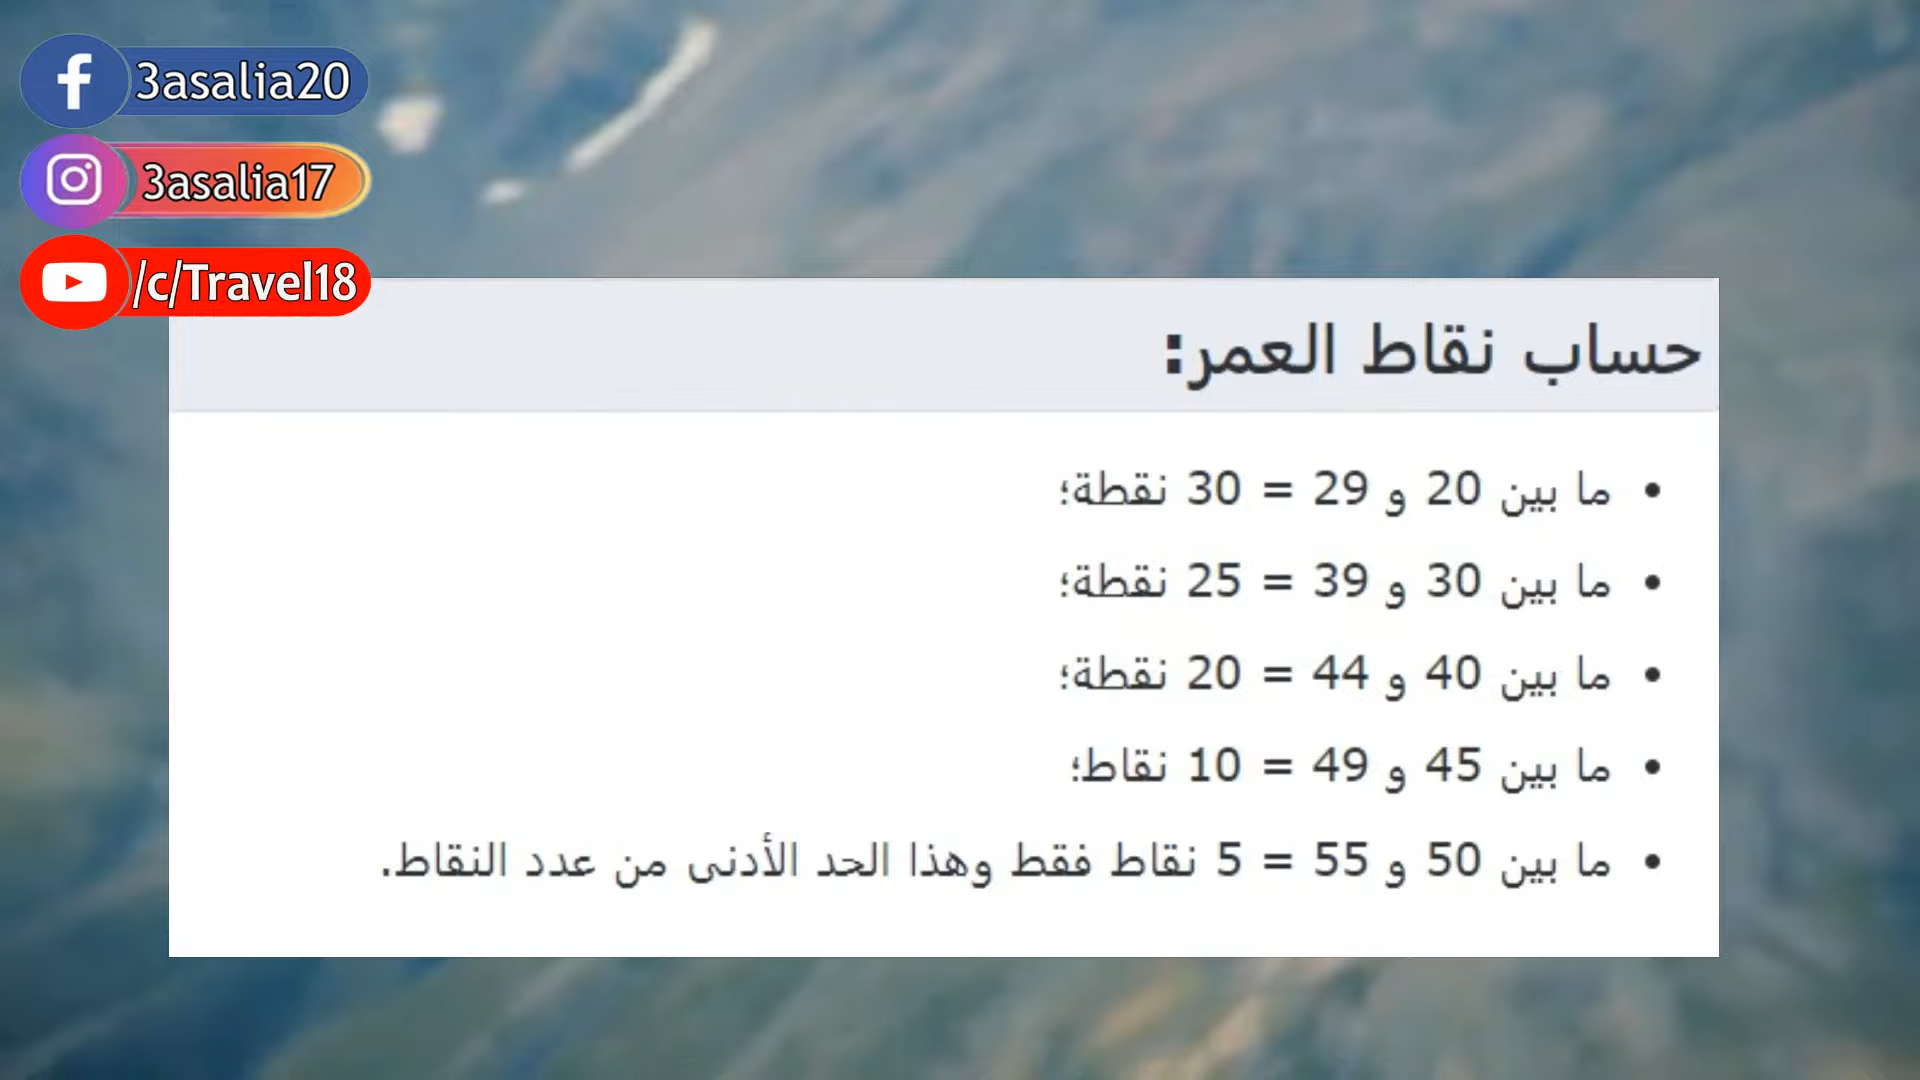 3asalia20
3asalia17
/c/Travel18
حساب نقاط العمر:
• ما بين 20 و 29 = 30 نقطة؛
• ما بين 30 و 39 = 25 نقطة؛
• ما بين 40 و 44 = 20 نقطة؛
• ما بين 45 و 49 = 10 نقاط؛
• ما بين 50 و 55 = 5 نقاط فقط وهذا الحد الأدنى من عدد النقاط.